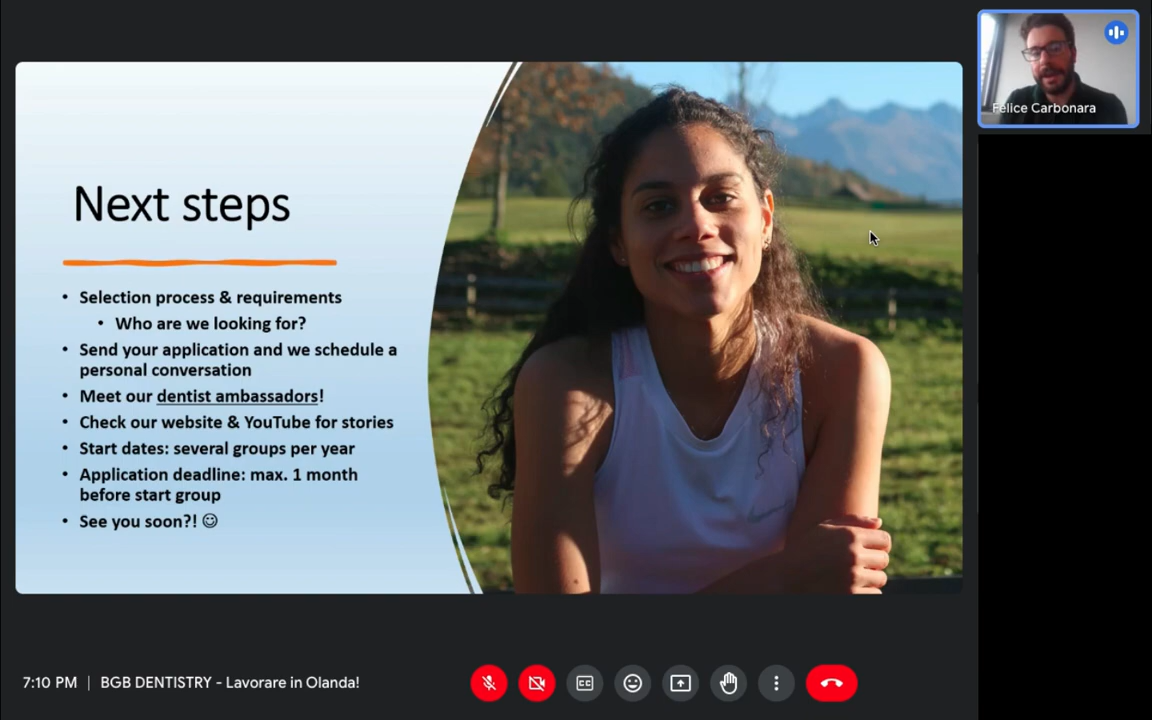 Felice Carbonara
Next steps
• Selection process & requirements
• Who are we looking for?
• Send your application and we schedule a
personal conversation
• Meet our dentist ambassadors!
• Check our website & YouTube for stories
• Start dates: several groups per year
• Application deadline: max. 1 month
before start group
• See you soon?! ☺
7:10 PM | BGB DENTISTRY - Lavorare in Olanda!
CC